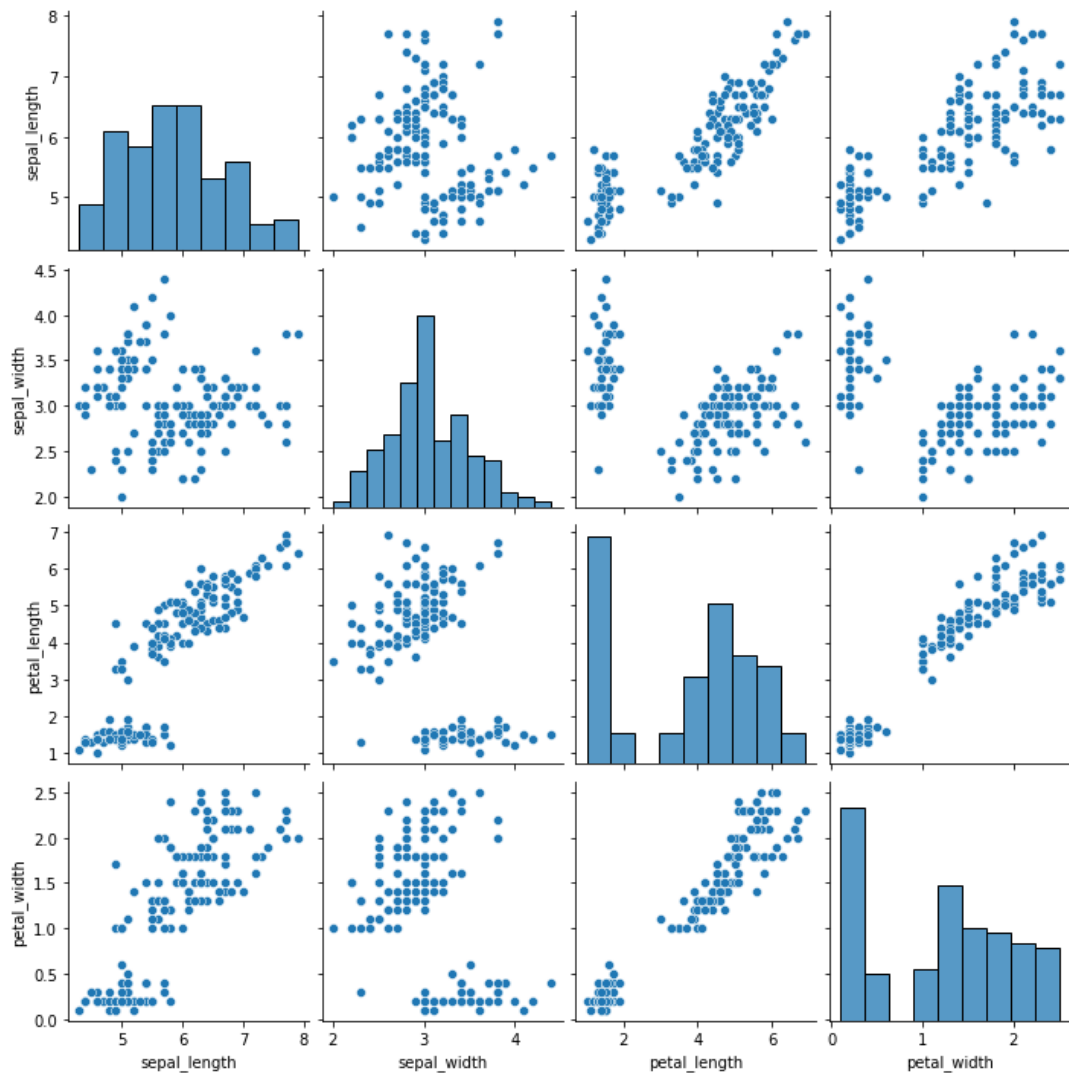 8
7
6
5
sepal_length
4.5
4.0
3.5
3.0
2.5
2.0
sepal_width
7
6
5
4
3
2
1
petal_length
2.5
2.0
1.5
1.0
0.5
0.0
petal_width
5 6 7 8
sepal_length
2 3 4
sepal_width
2 4 6
petal_length
0 1 2
petal_width